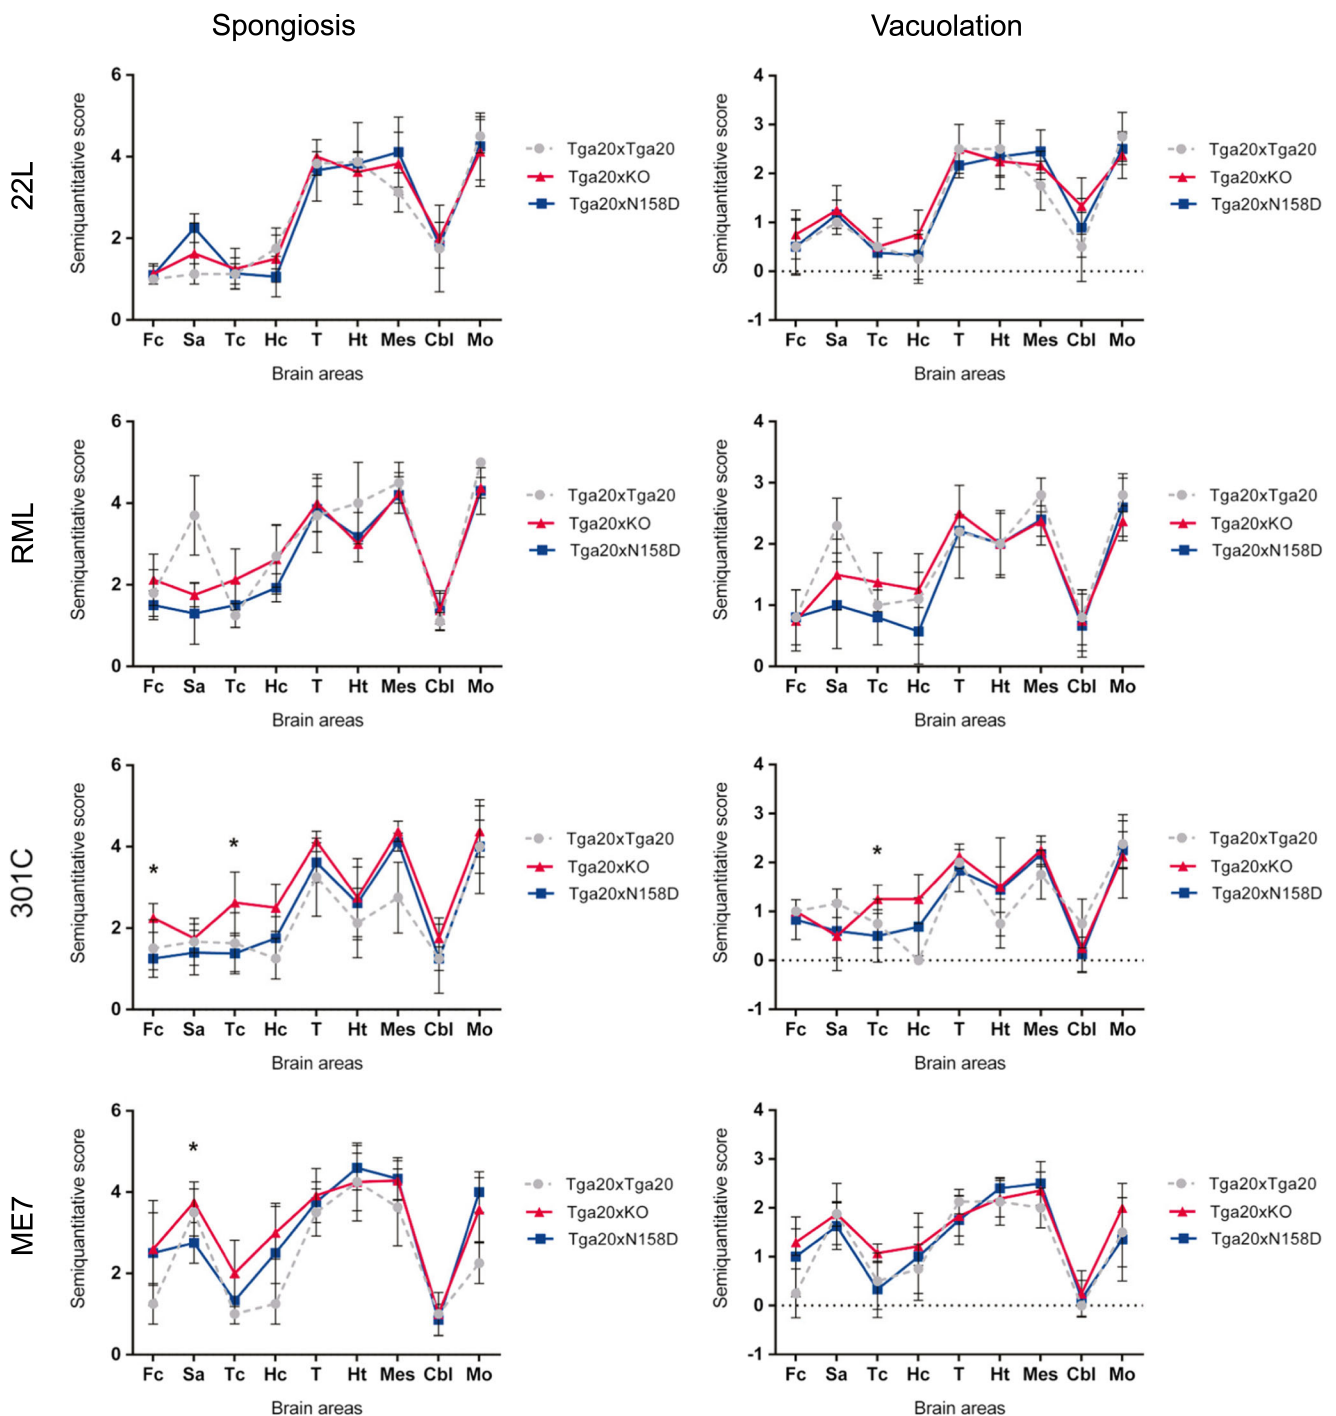 Spongiosis
Vacuolation
22L
Semiquantitative score
6
4
2
0
Fc Sa Tc Hc T Ht Mes Cbl Mo
Brain areas
Tga20xTga20
Tga20xKO
Tga20xN158D
Semiquantitative score
4
3
2
1
0
-1
Fc Sa Tc Hc T Ht Mes Cbl Mo
Brain areas
Tga20xTga20
Tga20xKO
Tga20xN158D
RML
Semiquantitative score
6
4
2
0
Fc Sa Tc Hc T Ht Mes Cbl Mo
Brain areas
Tga20xTga20
Tga20xKO
Tga20xN158D
Semiquantitative score
4
3
2
1
0
Fc Sa Tc Hc T Ht Mes Cbl Mo
Brain areas
Tga20xTga20
Tga20xKO
Tga20xN158D
301C
Semiquantitative score
6
4
2
0
*
*
Fc Sa Tc Hc T Ht Mes Cbl Mo
Brain areas
Tga20xTga20
Tga20xKO
Tga20xN158D
Semiquantitative score
4
3
2
1
0
-1
*
Fc Sa Tc Hc T Ht Mes Cbl Mo
Brain areas
Tga20xTga20
Tga20xKO
Tga20xN158D
ME7
Semiquantitative score
6
4
2
0
*
Fc Sa Tc Hc T Ht Mes Cbl Mo
Brain areas
Tga20xTga20
Tga20xKO
Tga20xN158D
Semiquantitative score
4
3
2
1
0
-1
Fc Sa Tc Hc T Ht Mes Cbl Mo
Brain areas
Tga20xTga20
Tga20xKO
Tga20xN158D